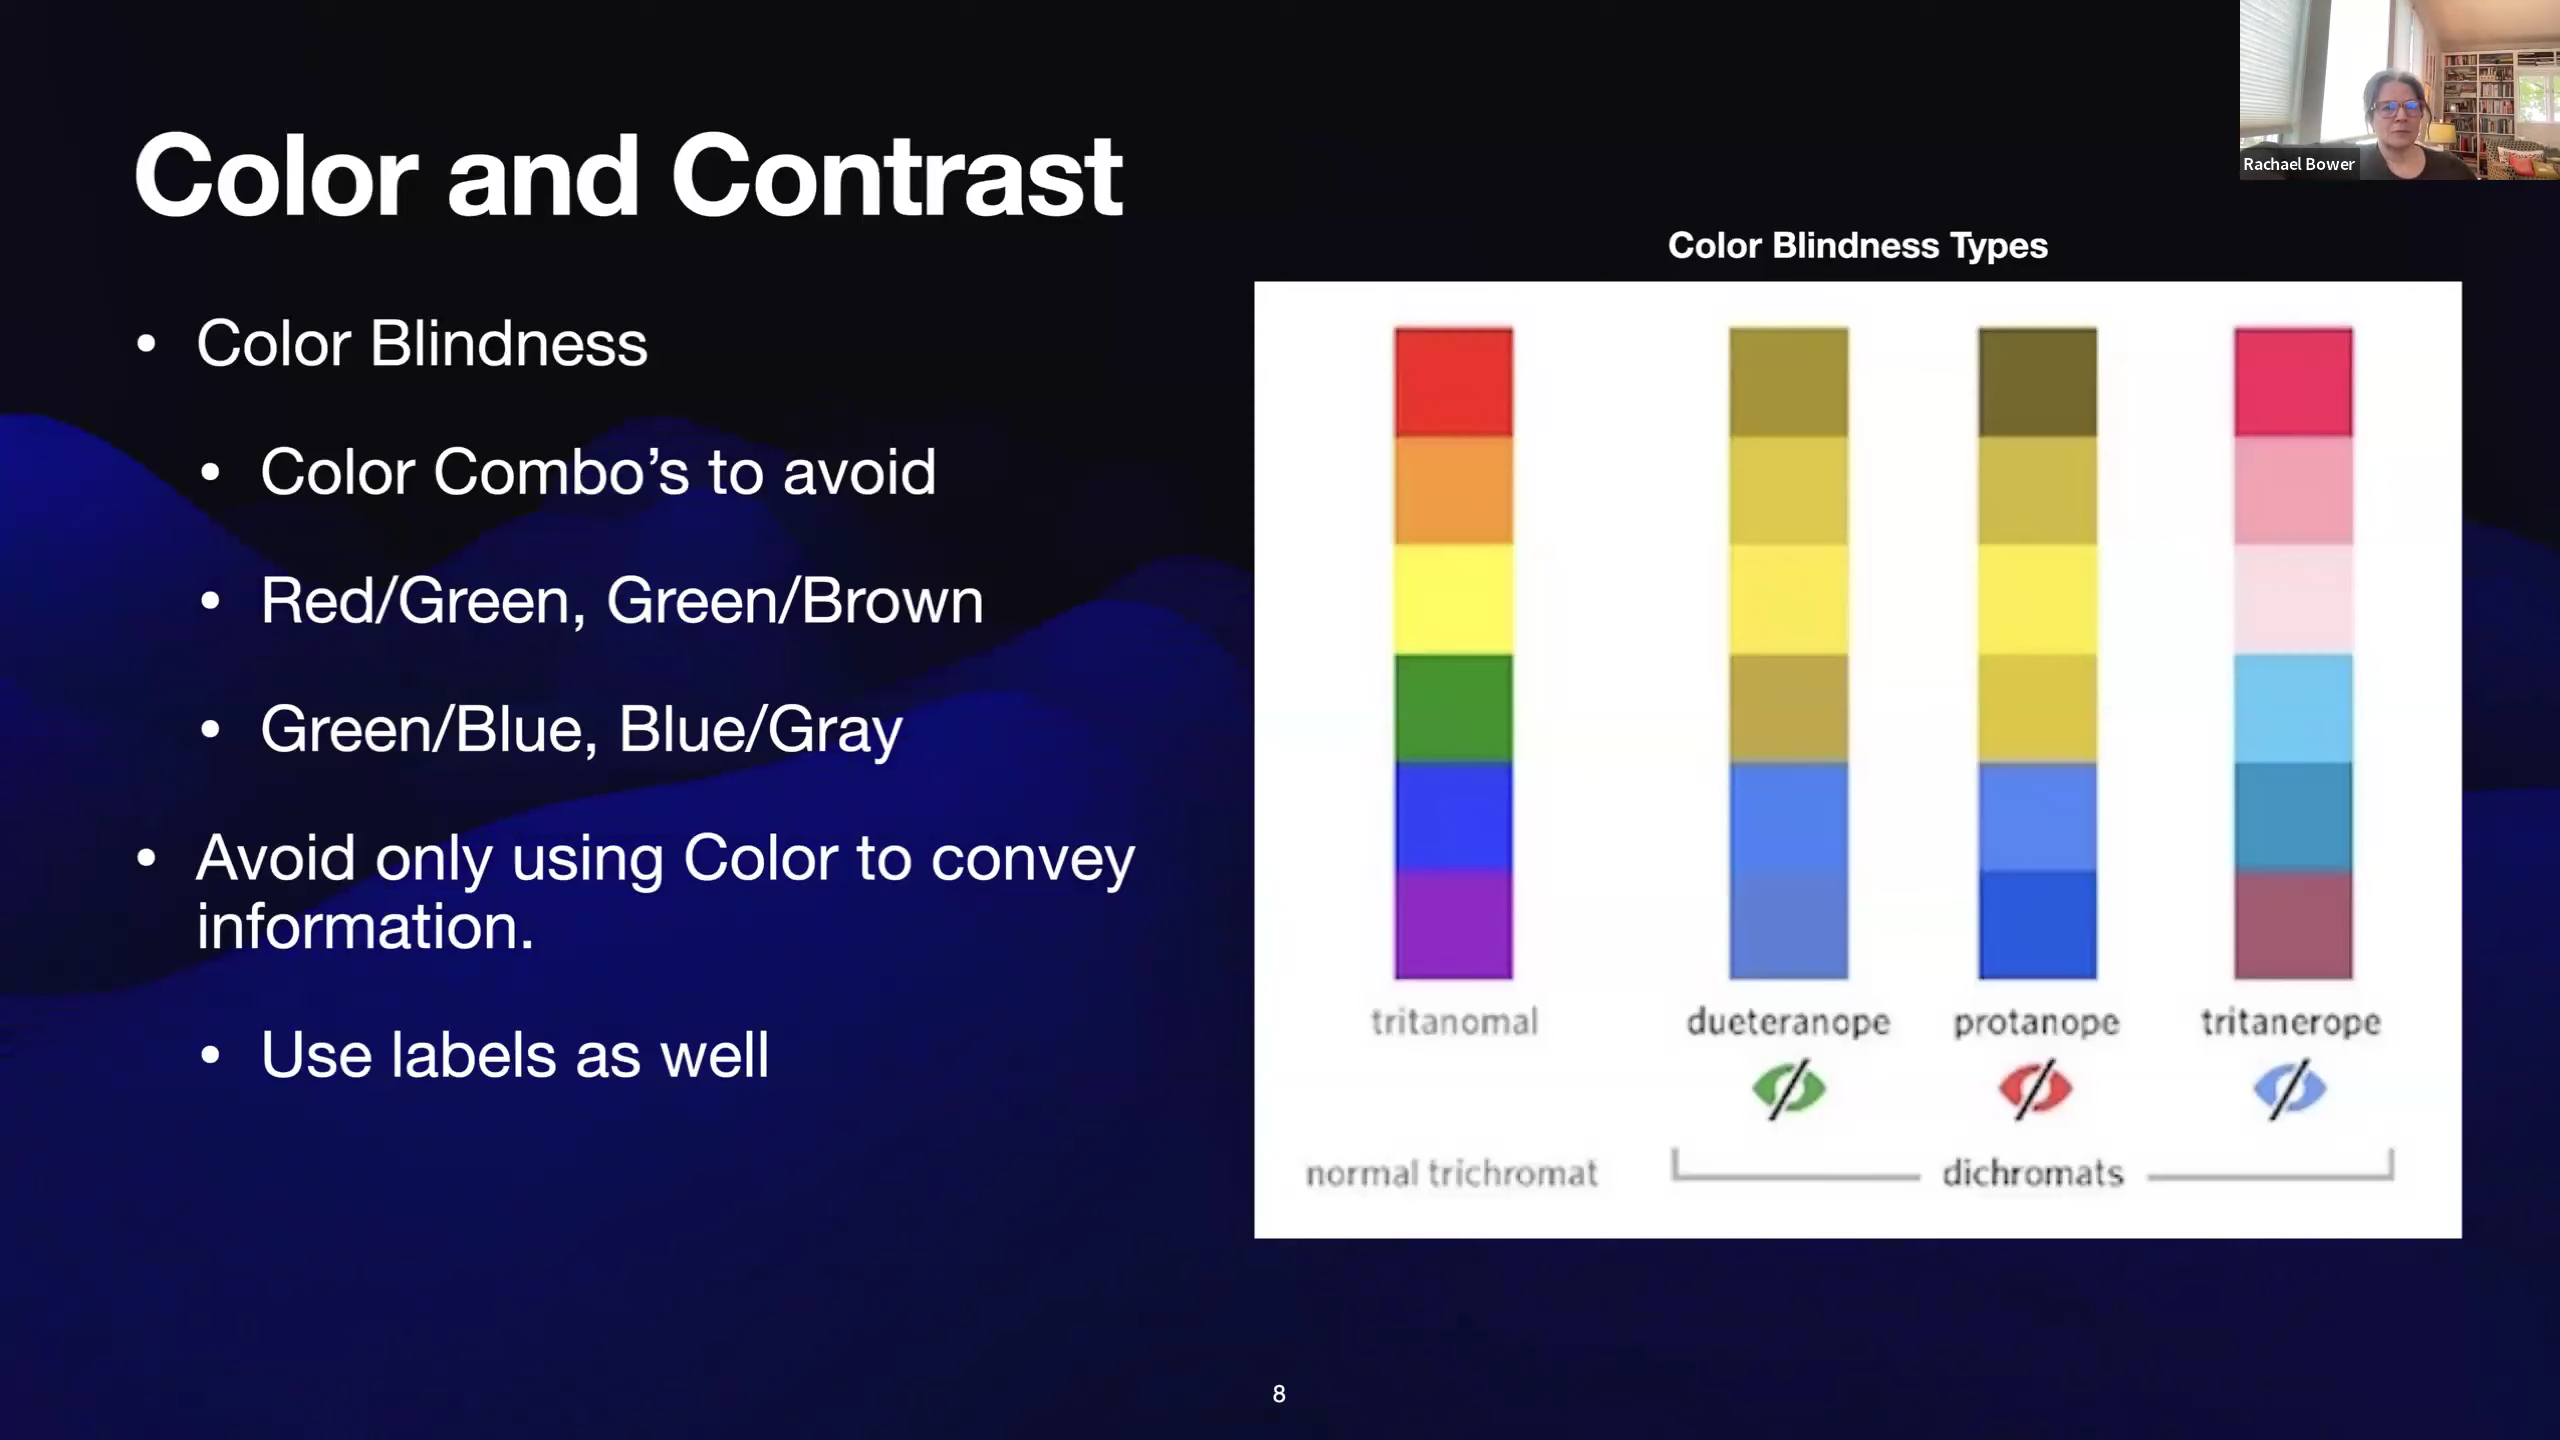 Rachael Bower
Color and Contrast
• Color Blindness
• Color Combo’s to avoid
• Red/Green, Green/Brown
• Green/Blue, Blue/Gray
• Avoid only using Color to convey
information.
• Use labels as well
Color Blindness Types
tritanomal dueteranope protanope tritanerope
normal trichromat dichromats
8